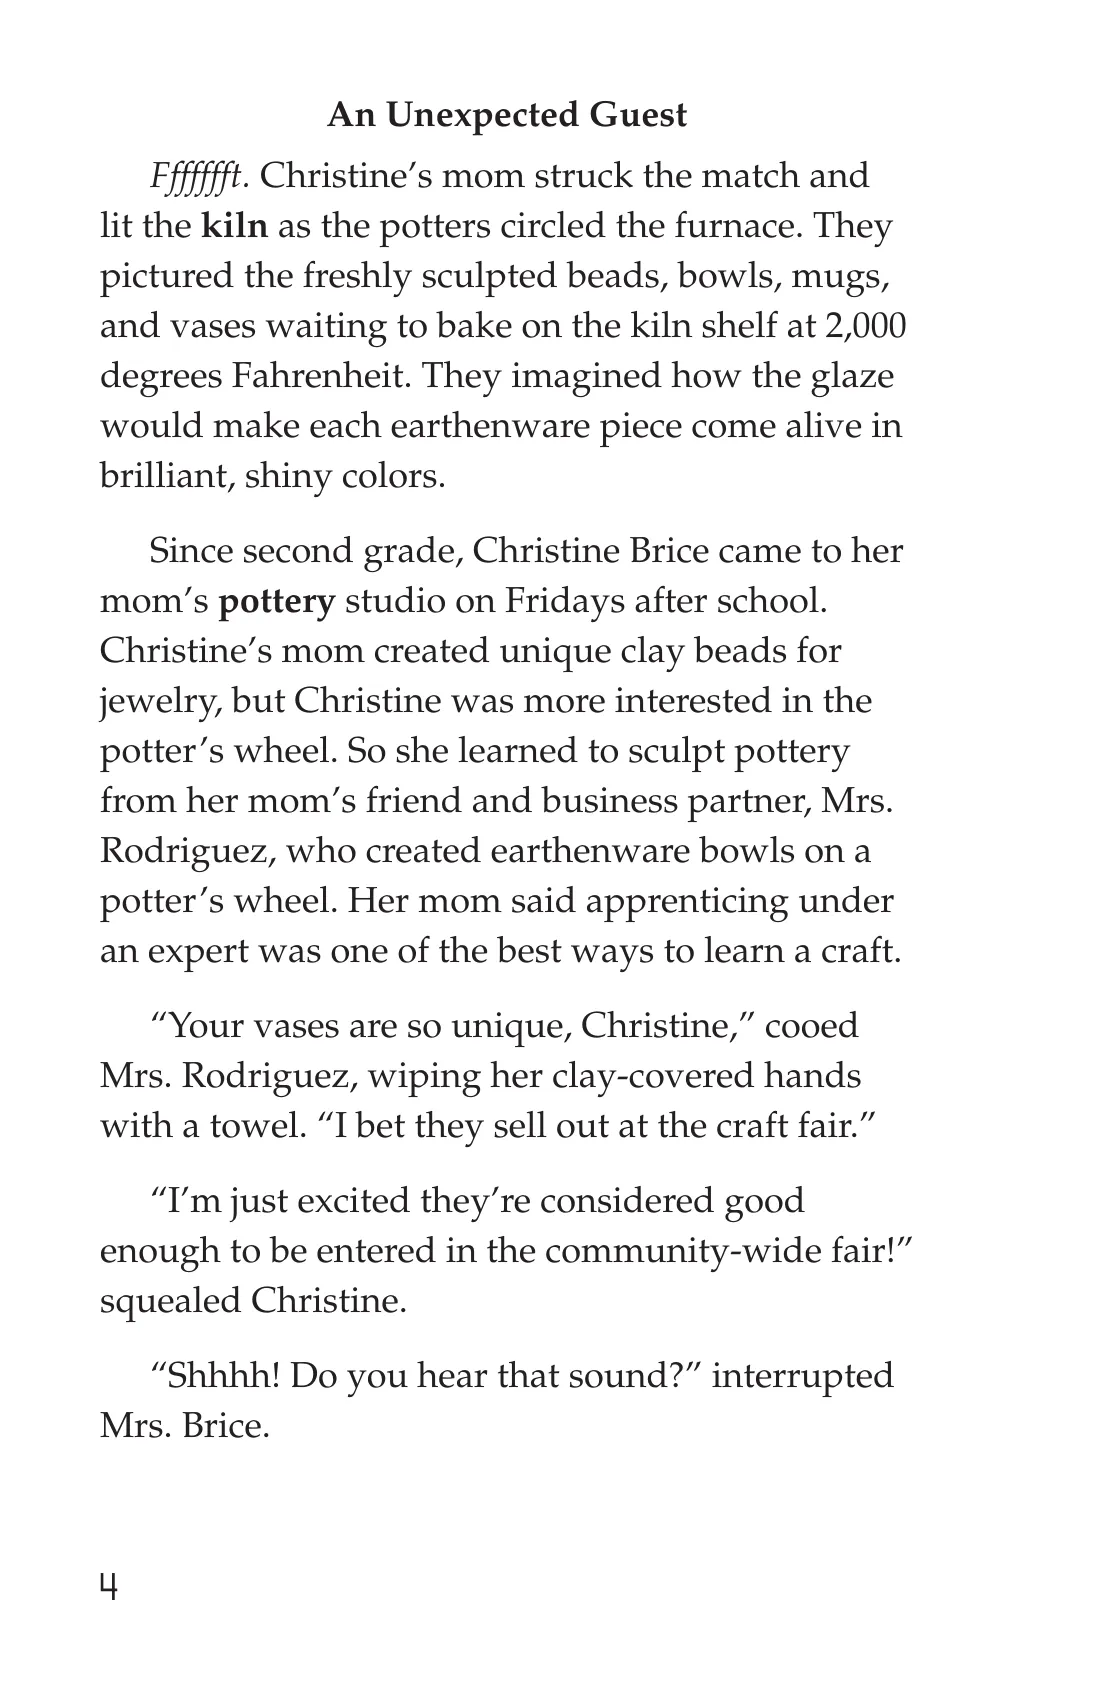 An Unexpected Guest
Fffffft. Christine’s mom struck the match and
lit the kiln as the potters circled the furnace. They
pictured the freshly sculpted beads, bowls, mugs,
and vases waiting to bake on the kiln shelf at 2,000
degrees Fahrenheit. They imagined how the glaze
would make each earthenware piece come alive in
brilliant, shiny colors.
Since second grade, Christine Brice came to her
mom’s pottery studio on Fridays after school.
Christine’s mom created unique clay beads for
jewelry, but Christine was more interested in the
potter’s wheel. So she learned to sculpt pottery
from her mom’s friend and business partner, Mrs.
Rodriguez, who created earthenware bowls on a
potter’s wheel. Her mom said apprenticing under
an expert was one of the best ways to learn a craft.
“Your vases are so unique, Christine,” cooed
Mrs. Rodriguez, wiping her clay-covered hands
with a towel. “I bet they sell out at the craft fair.”
“I’m just excited they’re considered good
enough to be entered in the community-wide fair!”
squealed Christine.
“Shhhh! Do you hear that sound?” interrupted
Mrs. Brice.
4